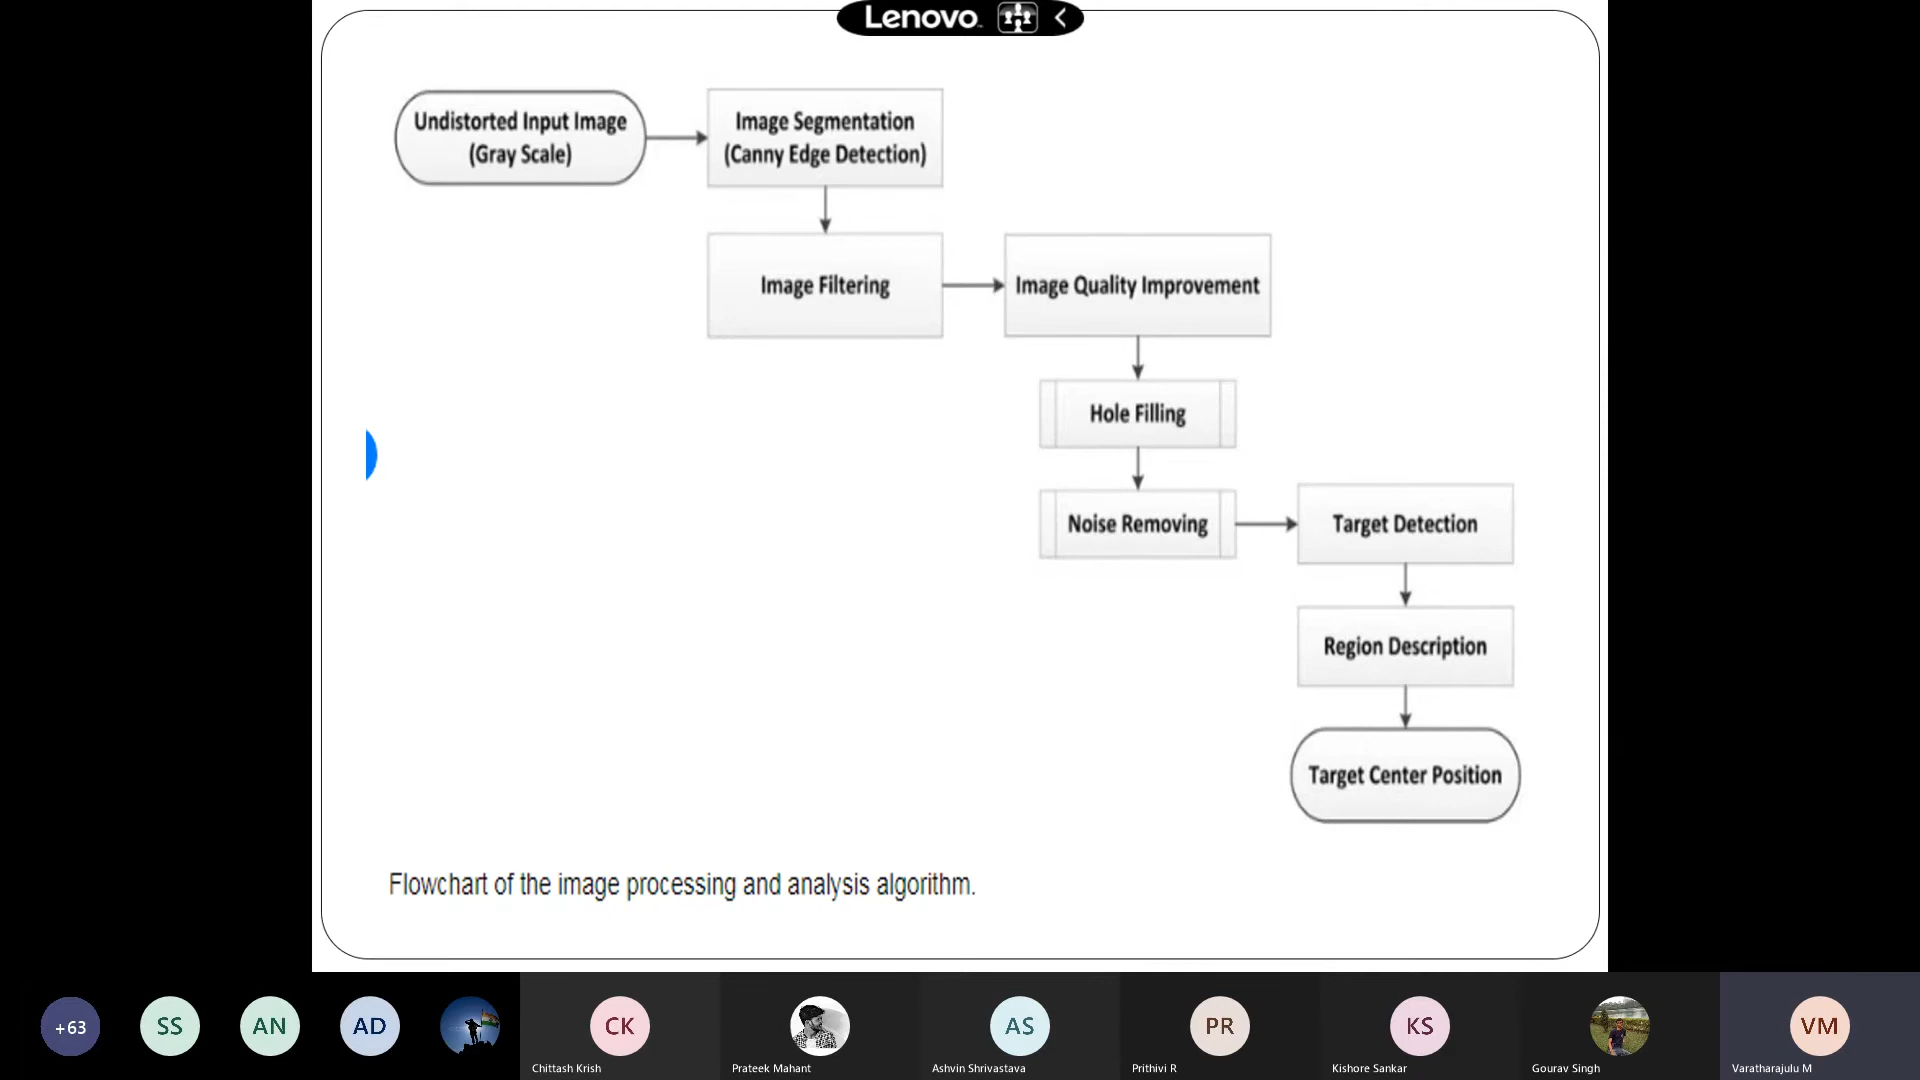 Lenovo
Undistorted Input Image
(Gray Scale)
Image Segmentation
(Canny Edge Detection)
Image Filtering
Image Quality Improvement
Hole Filling
Noise Removing
Target Detection
Region Description
Target Center Position
Flowchart of the image processing and analysis algorithm.
+63
SS
AN
AD
CK
AS
PR
KS
VM
Chittash Krish
Prateek Mahant
Ashvin Shrivastava
Prithivi R
Kishore Sankar
Gourav Singh
Varatharajulu M